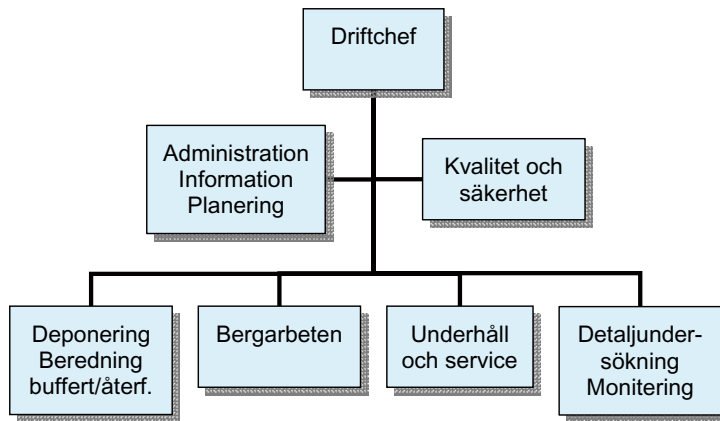 Driftchef
Administration
Information
Planering
Kvalitet och
säkerhet
Deponering
Beredning
buffert/återf.
Bergarbeten
Underhåll
och service
Detaljunder-
sökning
Monitering